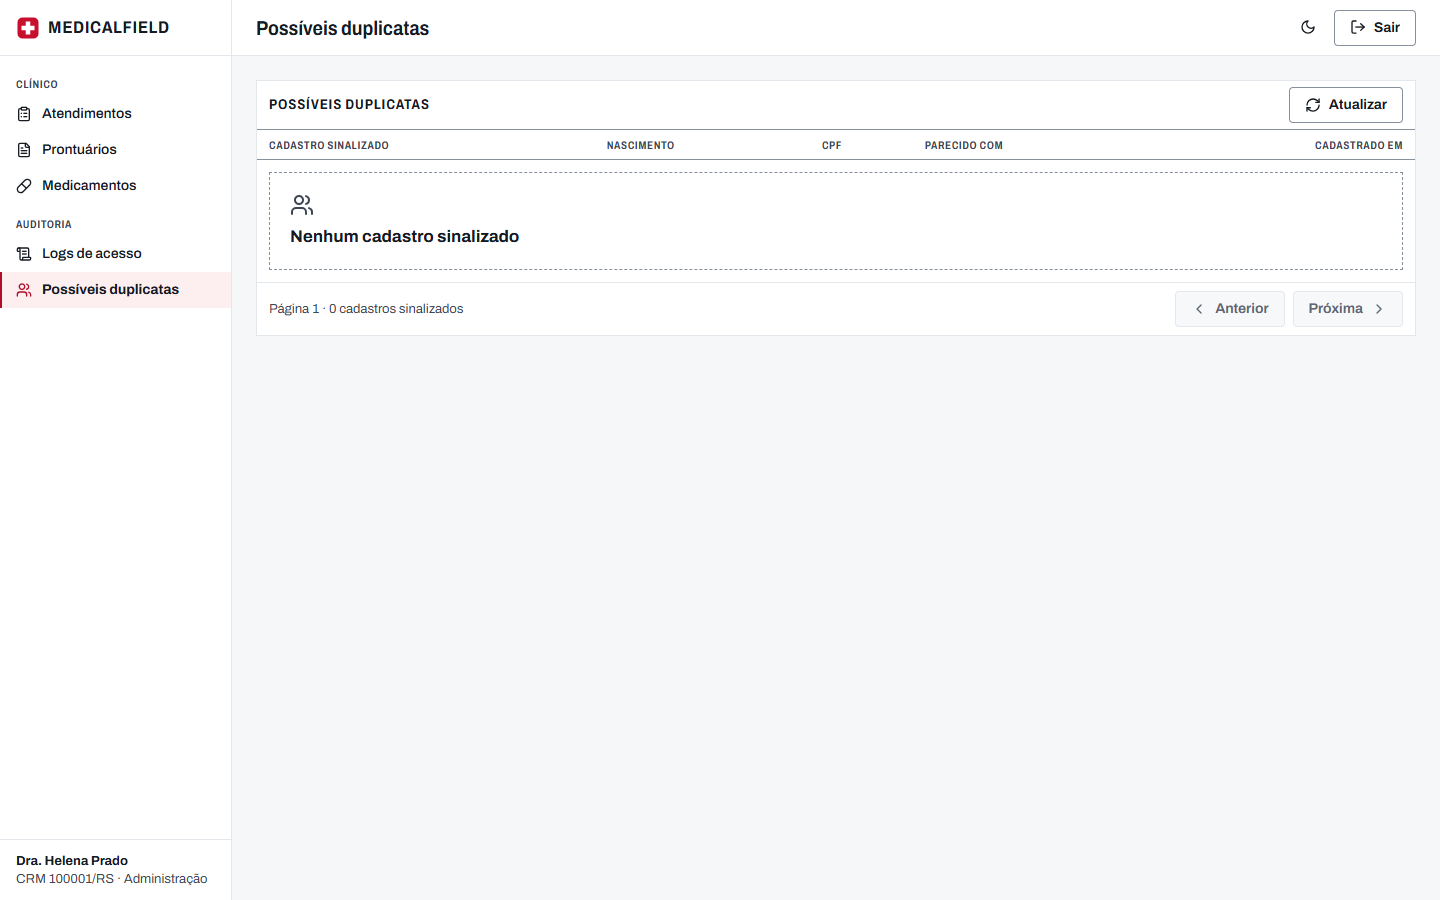 MEDICALFIELD
Possíveis duplicatas
Sair
CLÍNICO
Atendimentos
Prontuários
Medicamentos
AUDITORIA
Logs de acesso
Possíveis duplicatas
POSSÍVEIS DUPLICATAS
Atualizar
CADASTRO SINALIZADO NASCIMENTO CPF PARECIDO COM CADASTRADO EM
Nenhum cadastro sinalizado
Página 1 · 0 cadastros sinalizados
Anterior
Próxima
Dra. Helena Prado
CRM 100001/RS · Administração